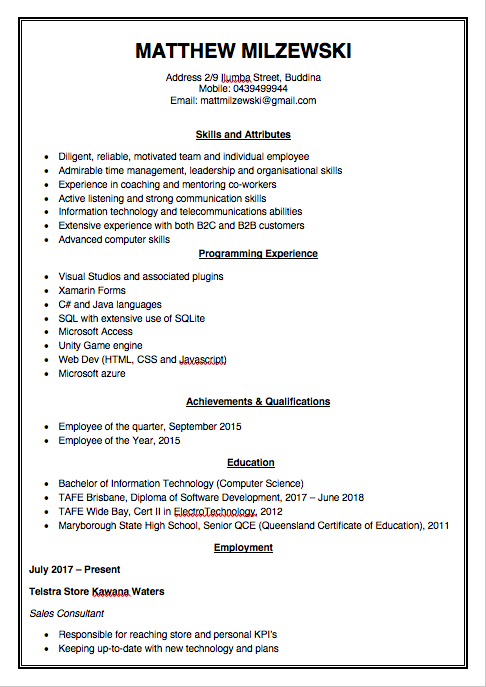 MATTHEW MILZEWSKI
Address 2/9 Ilumba Street, Buddina
Mobile: 0439499944
Email: mattmilzewski@gmail.com
Skills and Attributes
• Diligent, reliable, motivated team and individual employee
• Admirable time management, leadership and organisational skills
• Experience in coaching and mentoring co-workers
• Active listening and strong communication skills
• Information technology and telecommunications abilities
• Extensive experience with both B2C and B2B customers
• Advanced computer skills
Programming Experience
• Visual Studios and associated plugins
• Xamarin Forms
• C# and Java languages
• SQL with extensive use of SQLite
• Microsoft Access
• Unity Game engine
• Web Dev (HTML, CSS and Javascript)
• Microsoft azure
Achievements & Qualifications
• Employee of the quarter, September 2015
• Employee of the Year, 2015
Education
• Bachelor of Information Technology (Computer Science)
• TAFE Brisbane, Diploma of Software Development, 2017 – June 2018
• TAFE Wide Bay, Cert II in ElectroTechnology, 2012
• Maryborough State High School, Senior QCE (Queensland Certificate of Education), 2011
Employment
July 2017 – Present
Telstra Store Kawana Waters
Sales Consultant
• Responsible for reaching store and personal KPI's
• Keeping up-to-date with new technology and plans